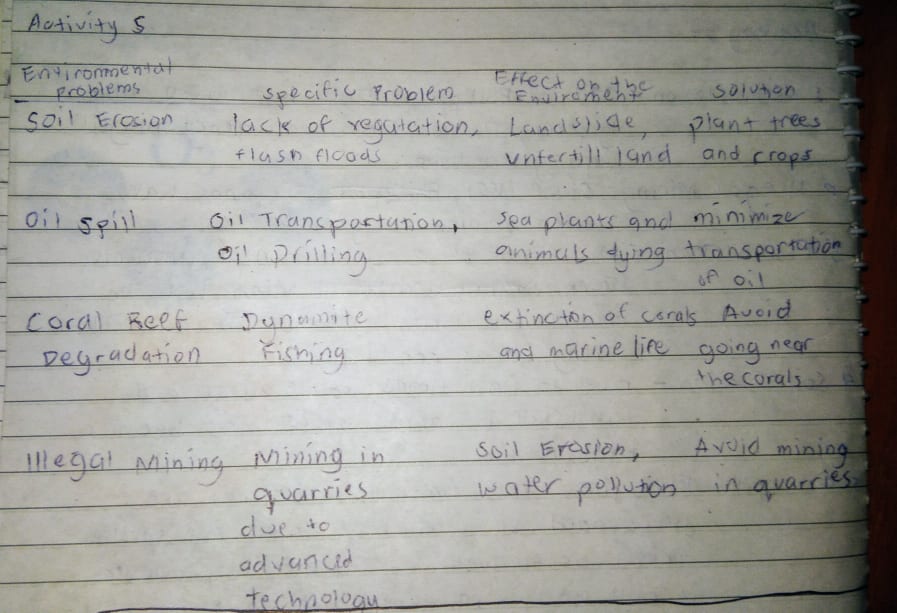 Activity 5
Environmental problems specific Problem Effect on the Enviroment solution
Soil Erosion lack of regutation, Landslide, plant trees
flash floods unfertill land and crops
Oil spill Oil Transportation, sea plants and minimize
Oil Drilling animals dying transportation
of oil
Coral Reef Dynamite extinction of corals Avoid
Degradation Fishing and marine life going near
the corals
Illegal Mining Mining in Soil Erosion, Avoid mining
quarries water pollution in quarries
due to
advanced
technology